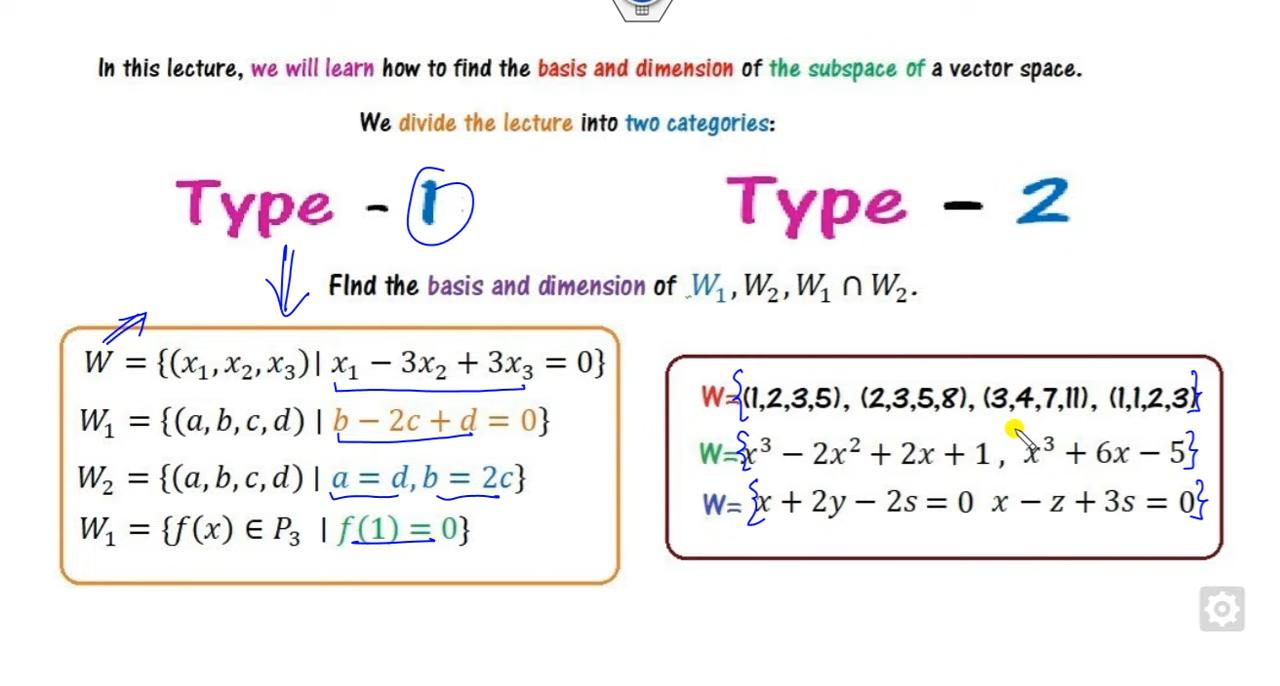 In this lecture, we will learn how to find the basis and dimension of the subspace of a vector space.
We divide the lecture into two categories:
Type - 1
Type - 2
FInd the basis and dimension of W₁, W₂, W₁ ∩ W₂.
W = {(x₁, x₂, x₃)| x₁ − 3x₂ + 3x₃ = 0}
W₁ = {(a, b, c, d) | b − 2c + d = 0}
W₂ = {(a, b, c, d) | a = d, b = 2c}
W₁ = {f(x) ∈ P₃ | f(1) = 0}
W={(1,2,3,5), (2,3,5,8), (3,4,7,11), (1,1,2,3)}
W={x³ − 2x² + 2x + 1, x³ + 6x − 5}
W= {x + 2y − 2s = 0 x − z + 3s = 0}